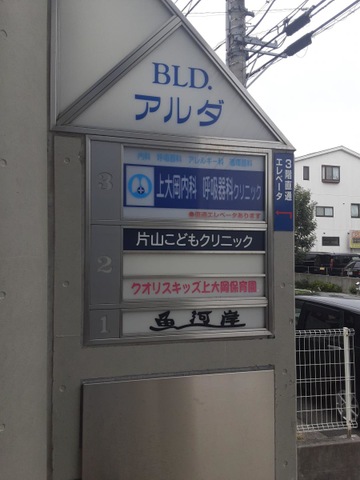 BLD.
アルダ
3
内科 呼吸器科 アレルギー科 循環器科
上大岡内科 呼吸器科クリニック
専用直通エレベータあります
3階直通
エレベータ
2
片山こどもクリニック
クオリスキッズ上大岡保育園
1
魚河岸